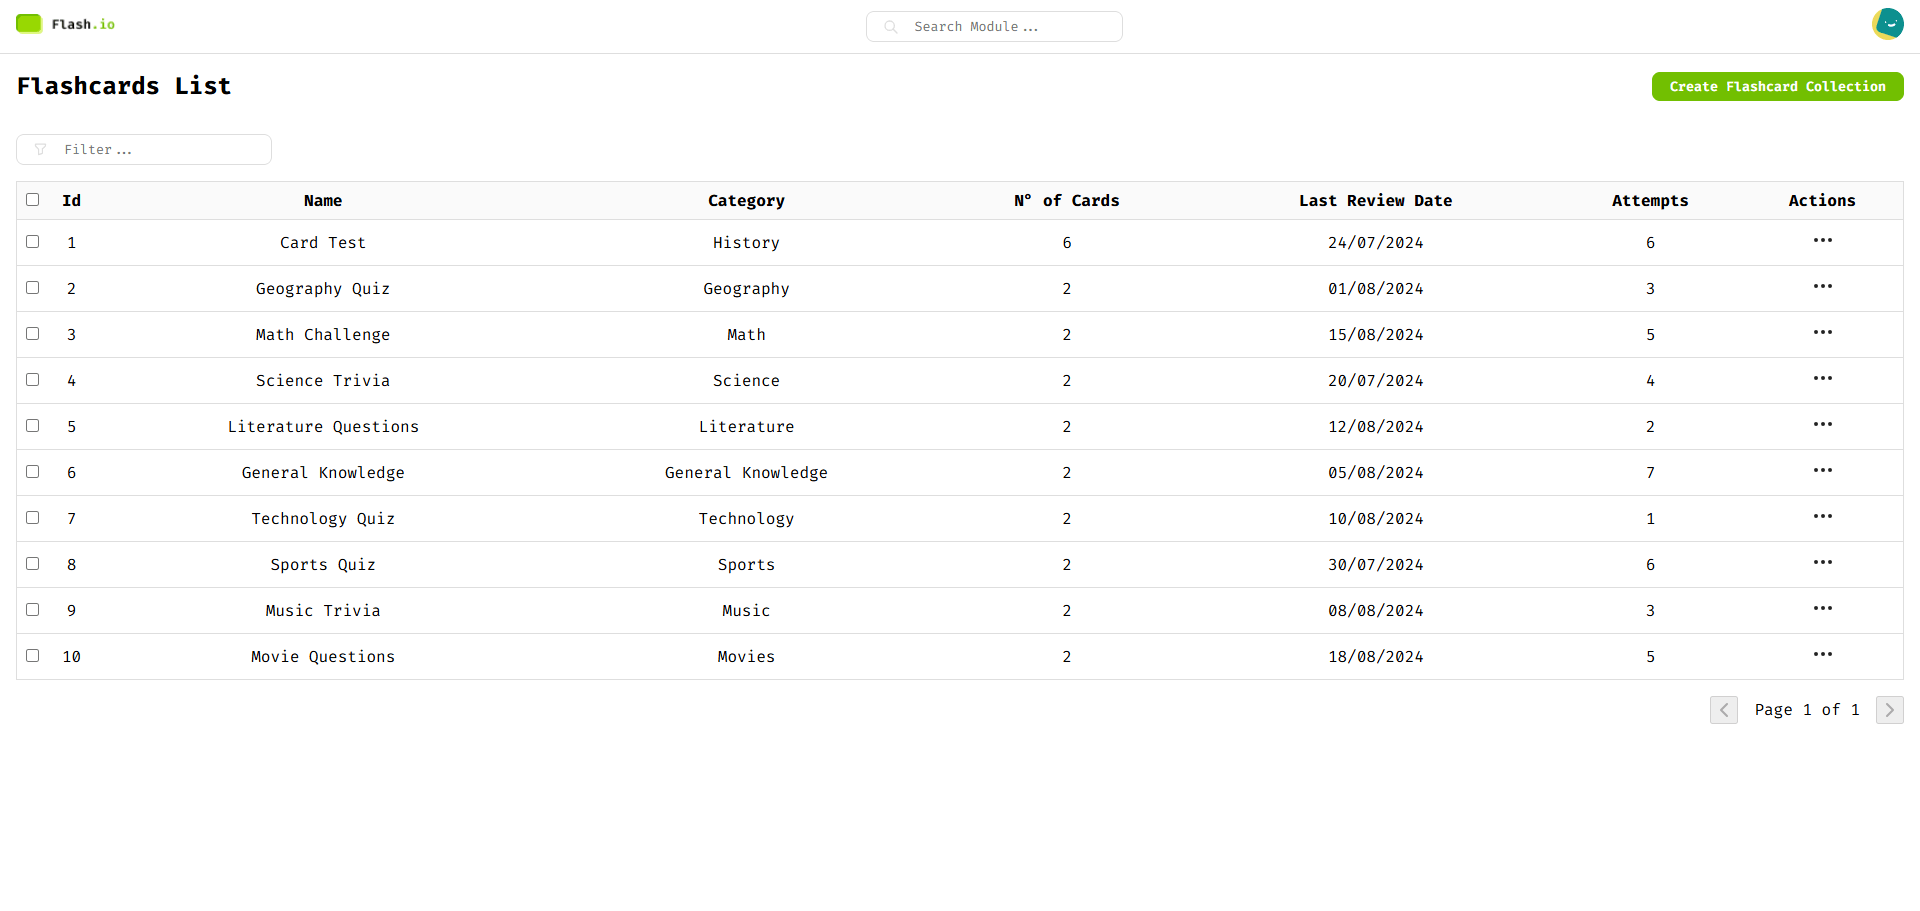 Flash.io
Search Module...
Flashcards List
Create Flashcard Collection
Filter...
Id Name Category Nº of Cards Last Review Date Attempts Actions
1 Card Test History 6 24/07/2024 6 •••
2 Geography Quiz Geography 2 01/08/2024 3 •••
3 Math Challenge Math 2 15/08/2024 5 •••
4 Science Trivia Science 2 20/07/2024 4 •••
5 Literature Questions Literature 2 12/08/2024 2 •••
6 General Knowledge General Knowledge 2 05/08/2024 7 •••
7 Technology Quiz Technology 2 10/08/2024 1 •••
8 Sports Quiz Sports 2 30/07/2024 6 •••
9 Music Trivia Music 2 08/08/2024 3 •••
10 Movie Questions Movies 2 18/08/2024 5 •••
Page 1 of 1